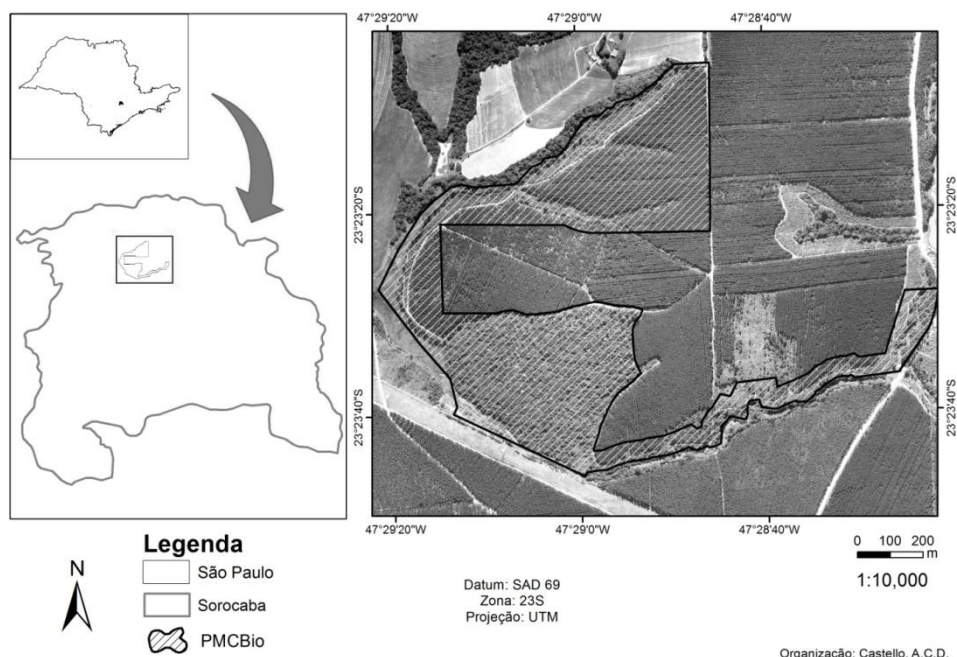 47°29'20"W 47°29'0"W 47°28'40"W
23°23'20"S 23°23'20"S
23°23'40"S 23°23'40"S
47°29'20"W 47°29'0"W 47°28'40"W
Legenda
São Paulo
Sorocaba
PMCBio
N
Datum: SAD 69
Zona: 23S
Projeção: UTM
0 100 200
m
1:10,000
Organização: Castello, A.C.D.